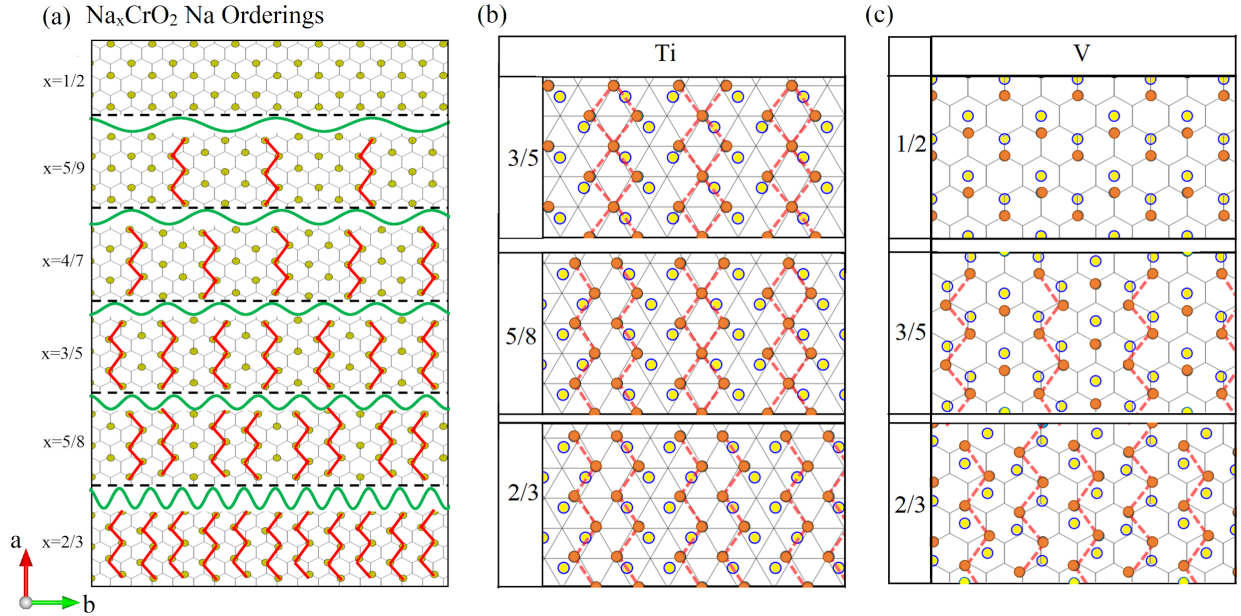 (a) NaₓCrO₂ Na Orderings
x=1/2
x=5/9
x=4/7
x=3/5
x=5/8
x=2/3
a
b
(b)
Ti
3/5
5/8
2/3
(c)
V
1/2
3/5
2/3